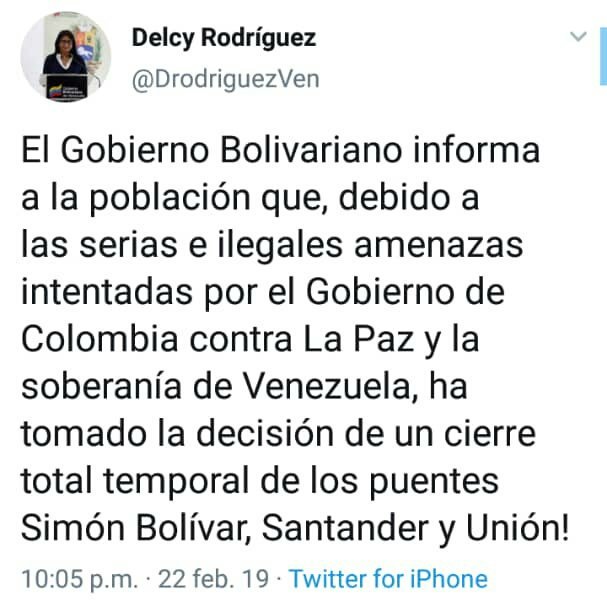 Delcy Rodríguez
@DrodriguezVen
El Gobierno Bolivariano informa
a la población que, debido a
las serias e ilegales amenazas
intentadas por el Gobierno de
Colombia contra La Paz y la
soberanía de Venezuela, ha
tomado la decisión de un cierre
total temporal de los puentes
Simón Bolívar, Santander y Unión!
10:05 p.m. · 22 feb. 19 · Twitter for iPhone